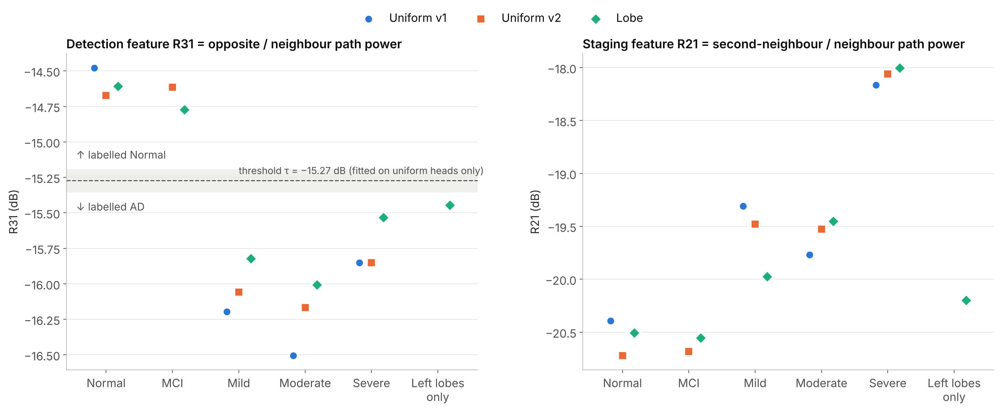 Uniform v1 Uniform v2 Lobe
Detection feature R31 = opposite / neighbour path power
−14.50
−14.75
−15.00
−15.25
−15.50
−15.75
−16.00
−16.25
−16.50
R31 (dB)
↑ labelled Normal
threshold τ = −15.27 dB (fitted on uniform heads only)
↓ labelled AD
Normal MCI Mild Moderate Severe Left lobes
only
Staging feature R21 = second-neighbour / neighbour path power
−18.0
−18.5
−19.0
−19.5
−20.0
−20.5
R21 (dB)
Normal MCI Mild Moderate Severe Left lobes
only